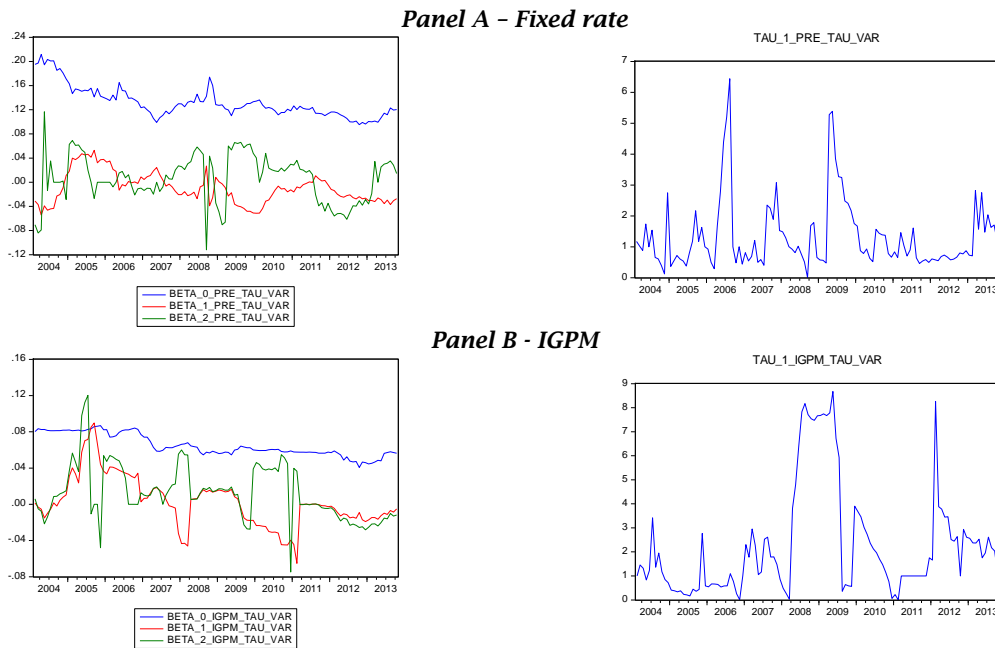 Panel A – Fixed rate
.24
.20
.16
.12
.08
.04
.00
-.04
-.08
-.12
2004 2005 2006 2007 2008 2009 2010 2011 2012 2013
BETA_0_PRE_TAU_VAR
BETA_1_PRE_TAU_VAR
BETA_2_PRE_TAU_VAR
TAU_1_PRE_TAU_VAR
7
6
5
4
3
2
1
0
2004 2005 2006 2007 2008 2009 2010 2011 2012 2013
Panel B - IGPM
.16
.12
.08
.04
.00
-.04
-.08
2004 2005 2006 2007 2008 2009 2010 2011 2012 2013
BETA_0_IGPM_TAU_VAR
BETA_1_IGPM_TAU_VAR
BETA_2_IGPM_TAU_VAR
TAU_1_IGPM_TAU_VAR
9
8
7
6
5
4
3
2
1
0
2004 2005 2006 2007 2008 2009 2010 2011 2012 2013